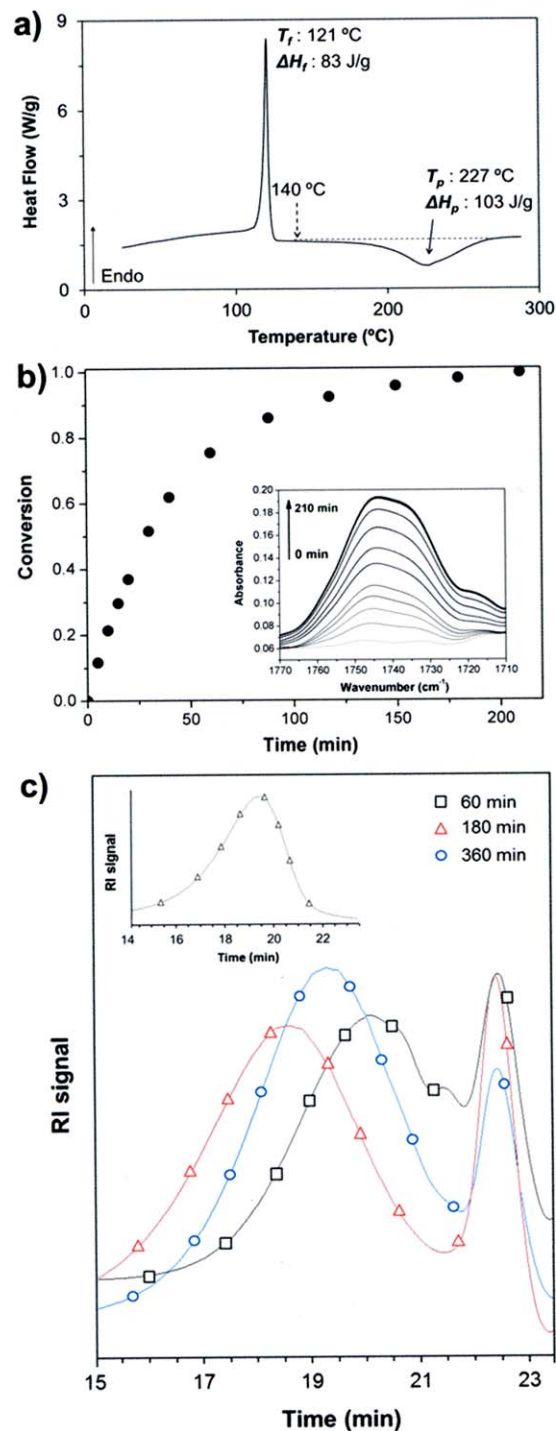 a)
9
6
3
0
Heat Flow (W/g)
Tf : 121 ºC
ΔHf : 83 J/g
140 ºC
Tp : 227 ºC
ΔHp : 103 J/g
Endo
0 100 200 300
Temperature (ºC)
b)
1.0
0.8
0.6
0.4
0.2
0.0
Conversion
0.20
0.18
0.16
0.14
0.12
0.10
0.08
0.06
Absorbance
210 min
0 min
1770 1760 1750 1740 1730 1720 1710
Wavenumber (cm-1)
0 50 100 150 200
Time (min)
c)
RI signal
14 16 18 20 22
Time (min)
60 min
180 min
360 min
RI signal
15 17 19 21 23
Time (min)